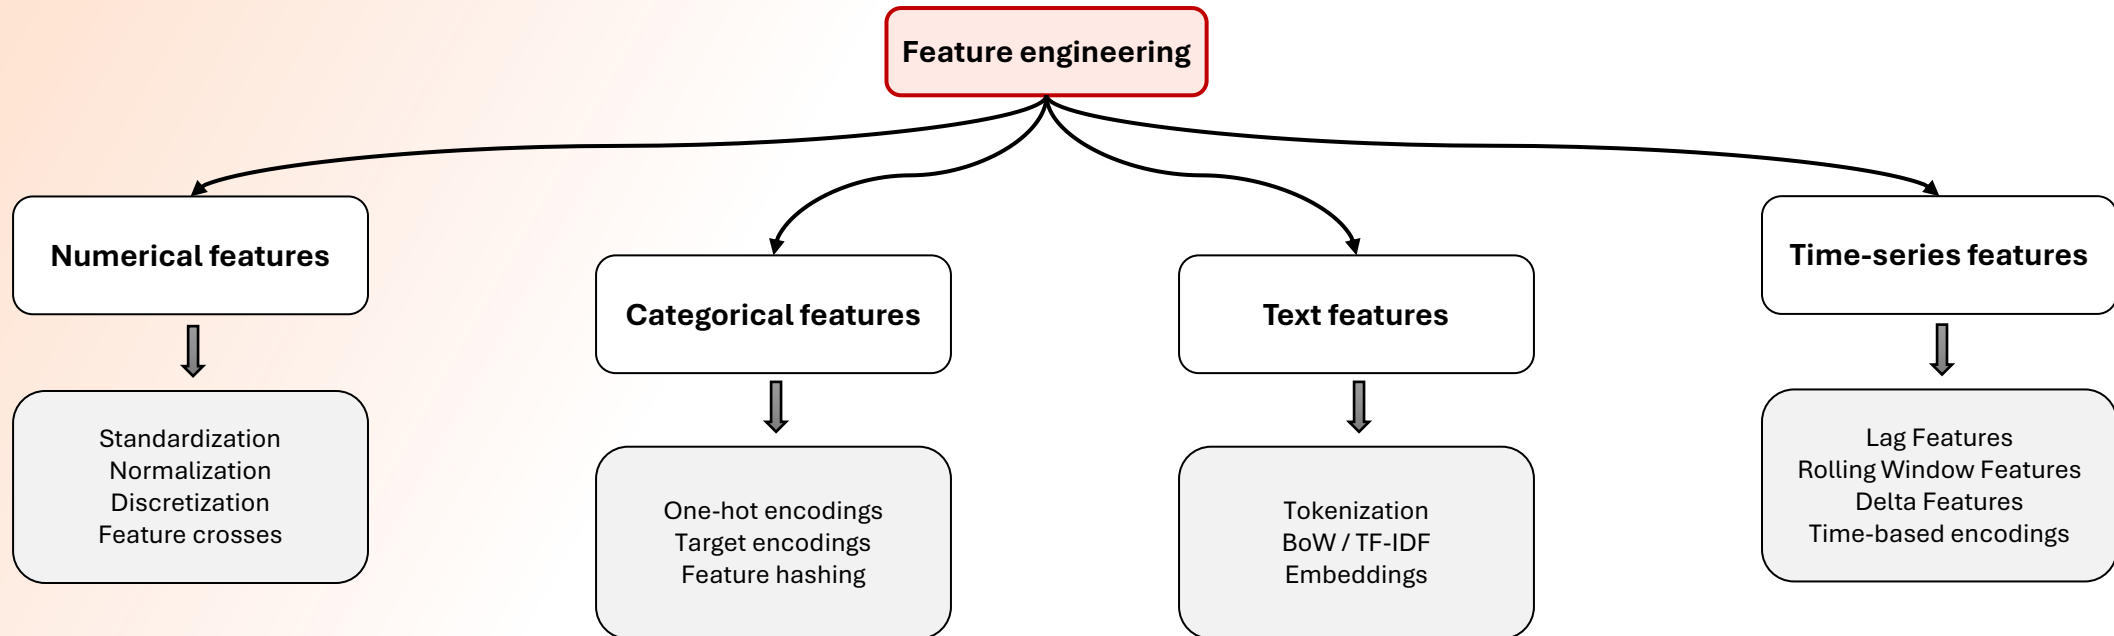 Feature engineering
Numerical features
Categorical features
Text features
Time-series features
Standardization
Normalization
Discretization
Feature crosses
One-hot encodings
Target encodings
Feature hashing
Tokenization
BoW / TF-IDF
Embeddings
Lag Features
Rolling Window Features
Delta Features
Time-based encodings